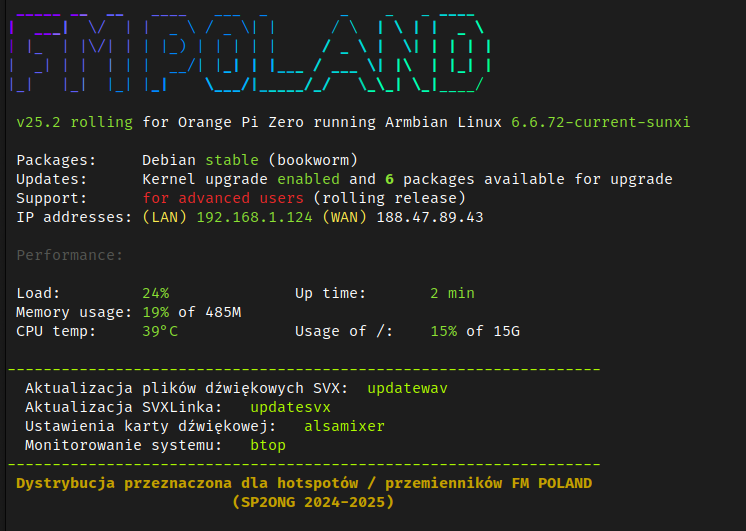 FM POLAND
v25.2 rolling for Orange Pi Zero running Armbian Linux 6.6.72-current-sunxi
Packages: Debian stable (bookworm)
Updates: Kernel upgrade enabled and 6 packages available for upgrade
Support: for advanced users (rolling release)
IP addresses: (LAN) 192.168.1.124 (WAN) 188.47.89.43
Performance:
Load: 24% Up time: 2 min
Memory usage: 19% of 485M
CPU temp: 39°C Usage of /: 15% of 15G
Aktualizacja plików dźwiękowych SVX: updatewav
Aktualizacja SVXLinka: updatesvx
Ustawienia karty dźwiękowej: alsamixer
Monitorowanie systemu: btop
Dystrybucja przeznaczona dla hotspotów / przemienników FM POLAND
(SP2ONG 2024-2025)